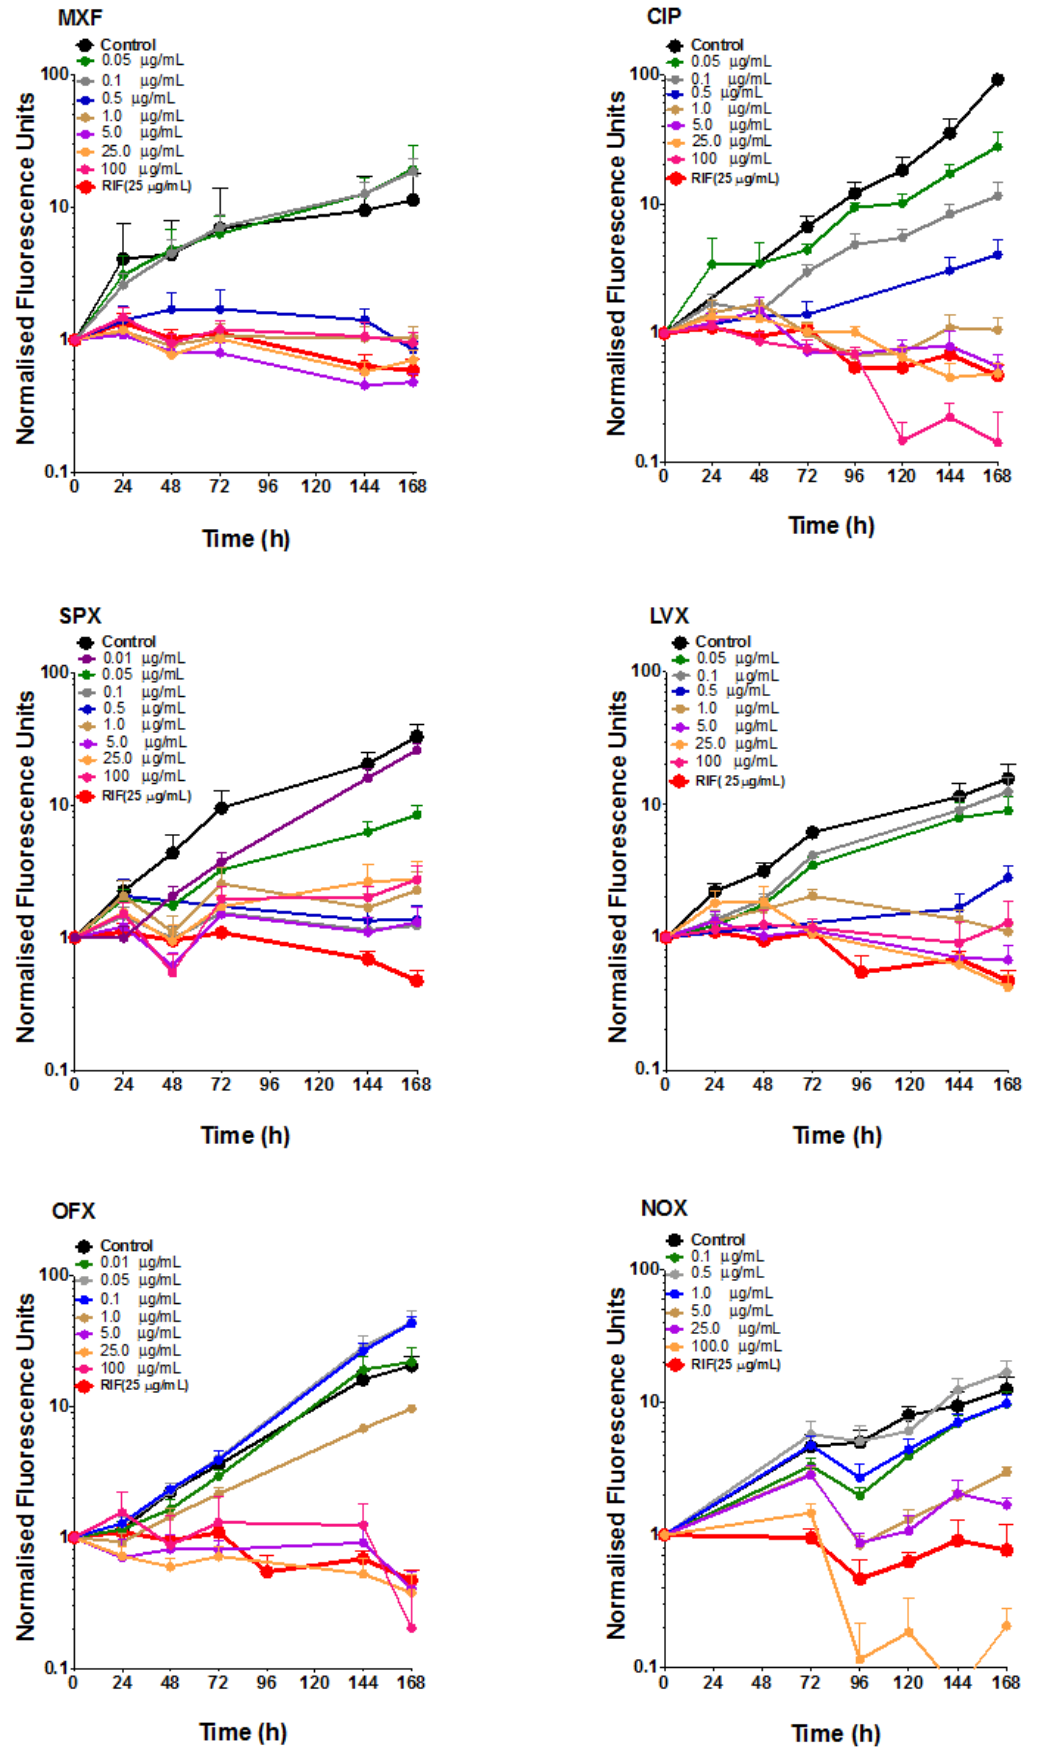 MXF
Control
0.05 µg/mL
0.1 µg/mL
0.5 µg/mL
1.0 µg/mL
5.0 µg/mL
25.0 µg/mL
100 µg/mL
RIF(25 µg/mL)
Normalised Fluorescence Units
100
10
1
0.1
0 24 48 72 96 120 144 168
Time (h)
CIP
Control
0.05 µg/mL
0.1 µg/mL
0.5 µg/mL
1.0 µg/mL
5.0 µg/mL
25.0 µg/mL
100 µg/mL
RIF(25 µg/mL)
Normalised Fluorescence Units
100
10
1
0.1
0 24 48 72 96 120 144 168
Time (h)
SPX
Control
0.01 µg/mL
0.05 µg/mL
0.1 µg/mL
0.5 µg/mL
1.0 µg/mL
5.0 µg/mL
25.0 µg/mL
100 µg/mL
RIF(25 µg/mL)
Normalised Fluorescence Units
100
10
1
0.1
0 24 48 72 96 120 144 168
Time (h)
LVX
Control
0.05 µg/mL
0.1 µg/mL
0.5 µg/mL
1.0 µg/mL
5.0 µg/mL
25.0 µg/mL
100 µg/mL
RIF( 25µg/mL)
Normalised Fluorescence Units
100
10
1
0.1
0 24 48 72 96 120 144 168
Time (h)
OFX
Control
0.01 µg/mL
0.05 µg/mL
0.1 µg/mL
1.0 µg/mL
5.0 µg/mL
25.0 µg/mL
100 µg/mL
RIF(25 µg/mL)
Normalised Fluorescence Units
100
10
1
0.1
0 24 48 72 96 120 144 168
Time (h)
NOX
Control
0.1 µg/mL
0.5 µg/mL
1.0 µg/mL
5.0 µg/mL
25.0 µg/mL
100.0 µg/mL
RIF(25 µg/mL)
Normalised Fluorescence Units
100
10
1
0.1
0 24 48 72 96 120 144 168
Time (h)